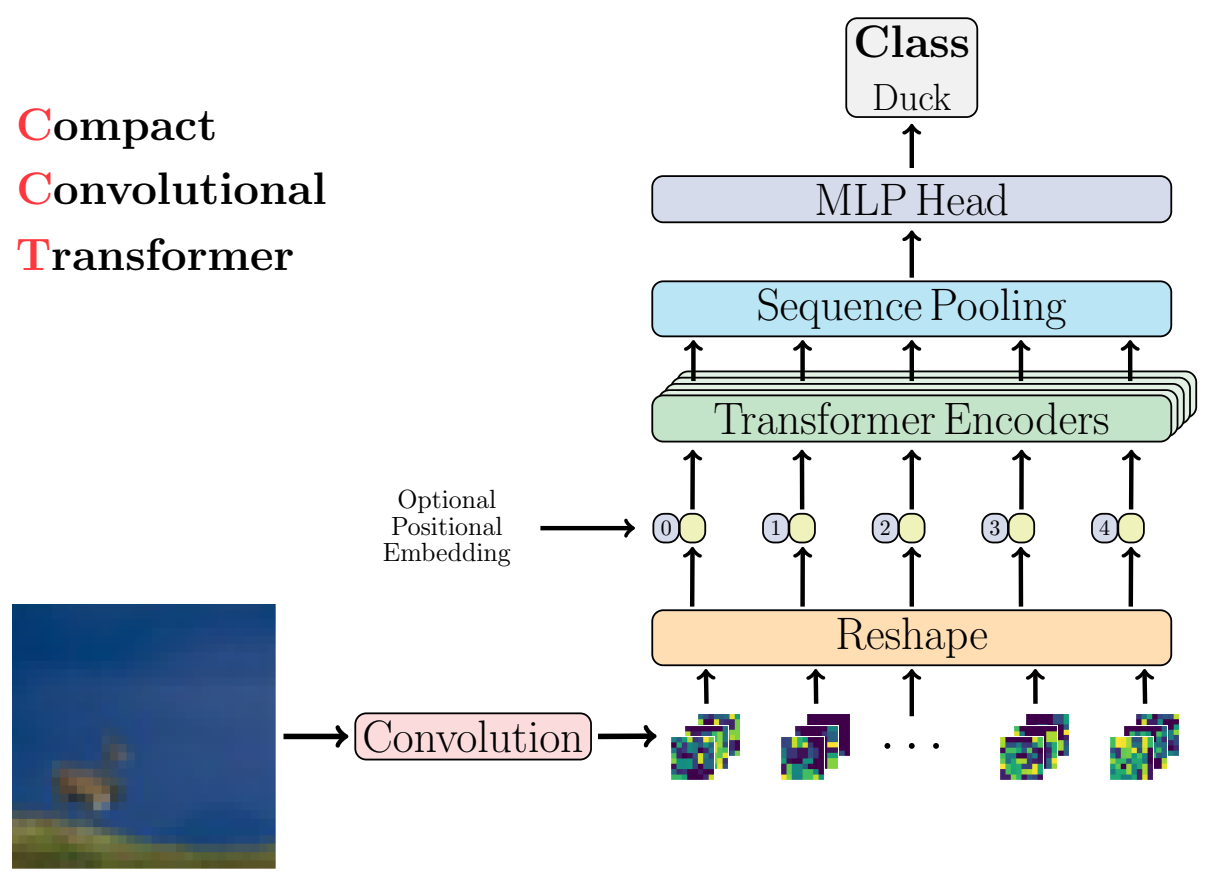 Compact
Convolutional
Transformer
Class
Duck
MLP Head
Sequence Pooling
Transformer Encoders
Optional
Positional
Embedding
0 1 2 3 4
Reshape
Convolution
. . .